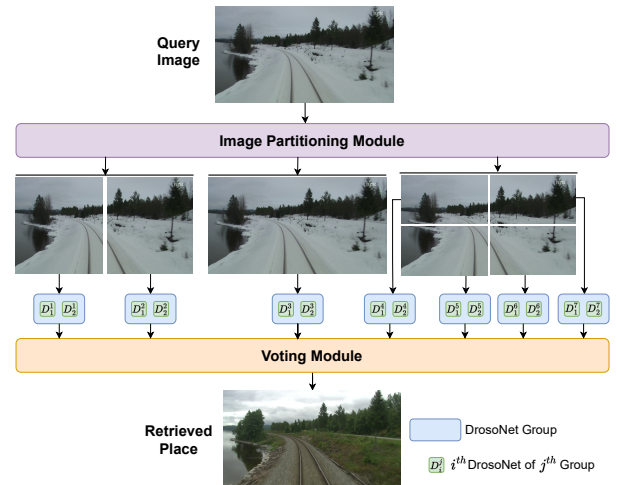 Query
Image
Image Partitioning Module
D₁¹ D₂¹ D₁² D₂² D₁³ D₂³ D₁⁴ D₂⁴ D₁⁵ D₂⁵ D₁⁶ D₂⁶ D₁⁷ D₂⁷
Voting Module
Retrieved
Place
DrosoNet Group
Dᵢʲ iᵗʰ DrosoNet of jᵗʰ Group